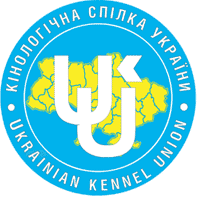 КІНОЛОГІЧНА СПІЛКА УКРАЇНИ
UKU
UKRAINIAN KENNEL UNION